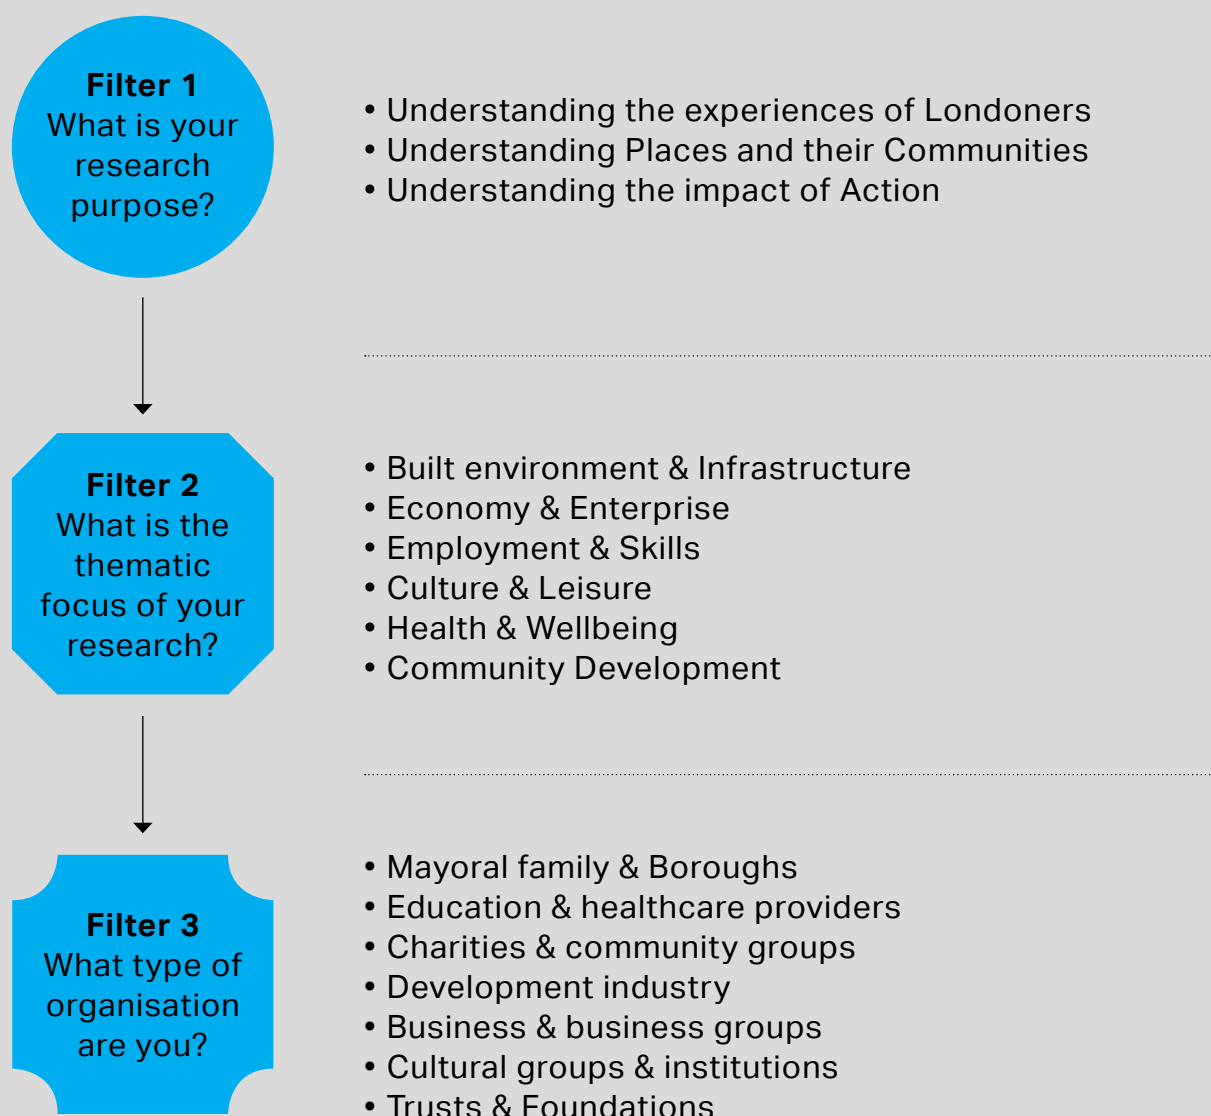 Filter 1
What is your
research
purpose?
• Understanding the experiences of Londoners
• Understanding Places and their Communities
• Understanding the impact of Action
Filter 2
What is the
thematic
focus of your
research?
• Built environment & Infrastructure
• Economy & Enterprise
• Employment & Skills
• Culture & Leisure
• Health & Wellbeing
• Community Development
Filter 3
What type of
organisation
are you?
• Mayoral family & Boroughs
• Education & healthcare providers
• Charities & community groups
• Development industry
• Business & business groups
• Cultural groups & institutions
• Trusts & Foundations